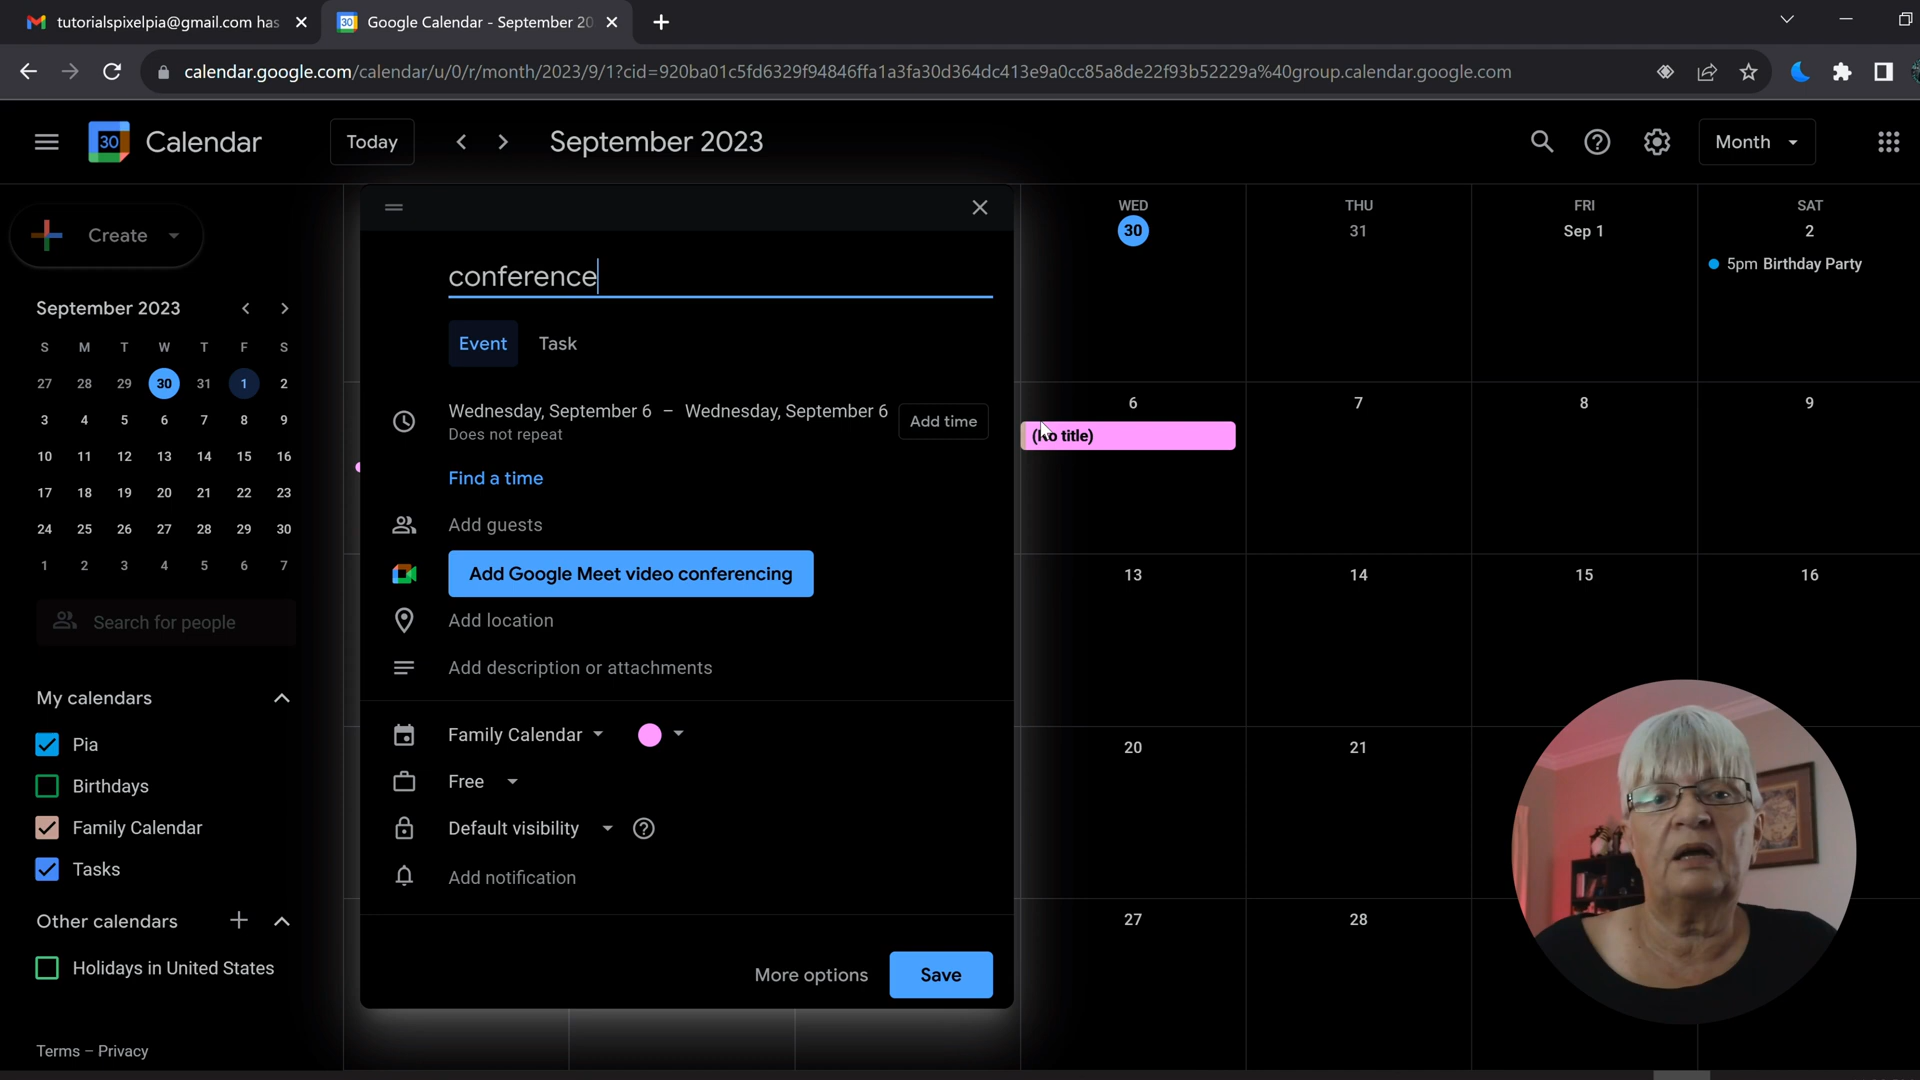 tutorialspixelpia@gmail.com has
Google Calendar - September 20
calendar.google.com/calendar/u/0/r/month/2023/9/1?cid=920ba01c5fd6329f94846ffa1a3fa30d364dc413e9a0cc85a8de22f93b52229a%40group.calendar.google.com
30 Calendar
Today
September 2023
Month
Create
September 2023
S M T W T F S
27 28 29 30 31 1 2
3 4 5 6 7 8 9
10 11 12 13 14 15 16
17 18 19 20 21 22 23
24 25 26 27 28 29 30
1 2 3 4 5 6 7
Search for people
My calendars
Pia
Birthdays
Family Calendar
Tasks
Other calendars
Holidays in United States
Terms – Privacy
conference
Event Task
Wednesday, September 6 – Wednesday, September 6
Add time
Does not repeat
Find a time
Add guests
Add Google Meet video conferencing
Add location
Add description or attachments
Family Calendar
Free
Default visibility
Add notification
More options
Save
WED THU FRI SAT
30 31 Sep 1 2
5pm Birthday Party
6 7 8 9
(No title)
13 14 15 16
20 21
27 28